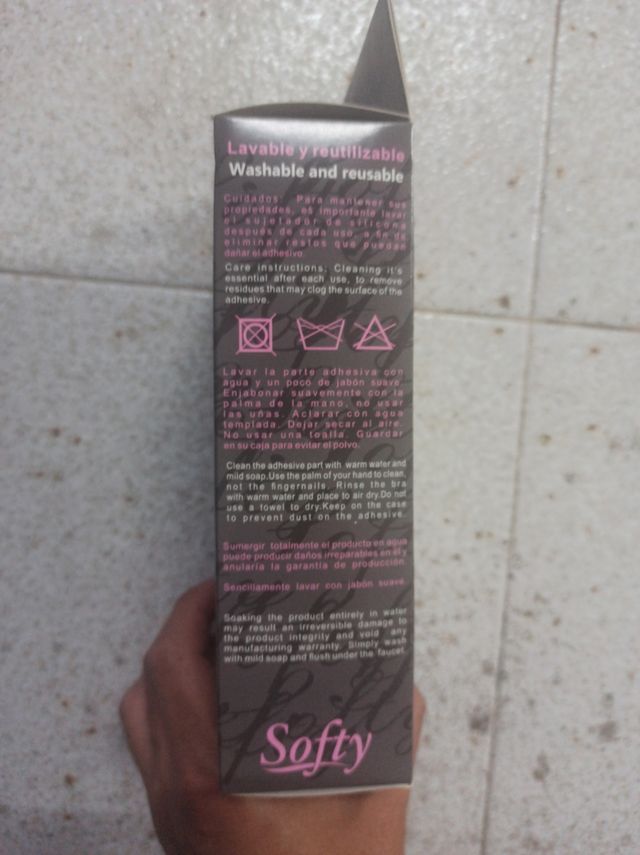 Lavable y reutilizable
Washable and reusable
Cuidados. Para mantener sus
propiedades, es importante lavar
el sujetador de silicona
después de cada uso, a fin de
eliminar restos que puedan
dañar el adhesivo.
Care instructions. Cleaning it's
essential after each use, to remove
residues that may clog the surface of the
adhesive.
Lavar la parte adhesiva con
agua y un poco de jabón suave.
Enjabonar suavemente con la
palma de la mano, no usar
las uñas. Aclarar con agua
templada. Dejar secar al aire.
No usar una toalla. Guardar
en su caja para evitar el polvo.
Clean the adhesive part with warm water and
mild soap.Use the palm of your hand to clean,
not the fingernails. Rinse the bra
with warm water and place to air dry.Do not
use a towel to dry.Keep on the case
to prevent dust on the adhesive.
Sumergir totalmente el producto en agua
puede producir daños irreparables en él y
anularía la garantía de producción.
Sencillamente lavar con jabón suave.
Soaking the product entirely in water
may result an irreversible damage to
the product integrity and void any
manufacturing warranty. Simply wash
with mild soap and flush under the faucet.
Softy